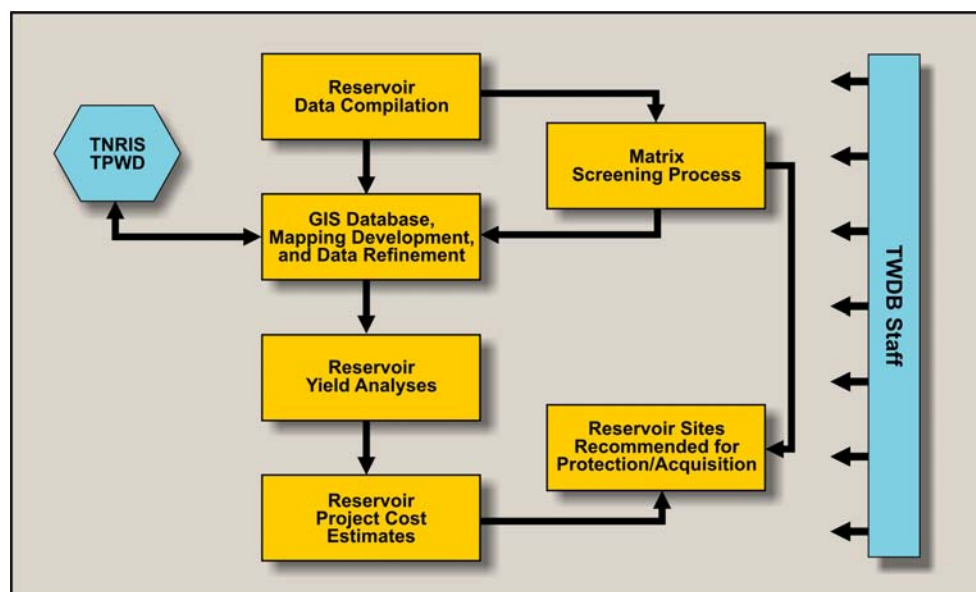 Reservoir
Data Compilation
TNRIS
TPWD
Matrix
Screening Process
GIS Database,
Mapping Development,
and Data Refinement
Reservoir
Yield Analyses
Reservoir Sites
Recommended for
Protection/Acquisition
Reservoir
Project Cost
Estimates
TWDB Staff